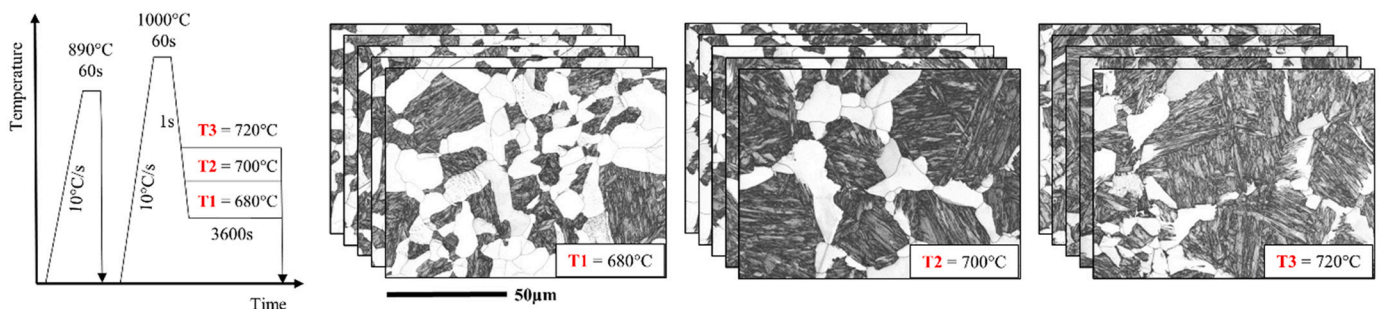 Temperature
890°C
60s
10°C/s
1000°C
60s
1s
10°C/s
T3 = 720°C
T2 = 700°C
T1 = 680°C
3600s
Time
T1 = 680°C
50µm
T2 = 700°C
T3 = 720°C